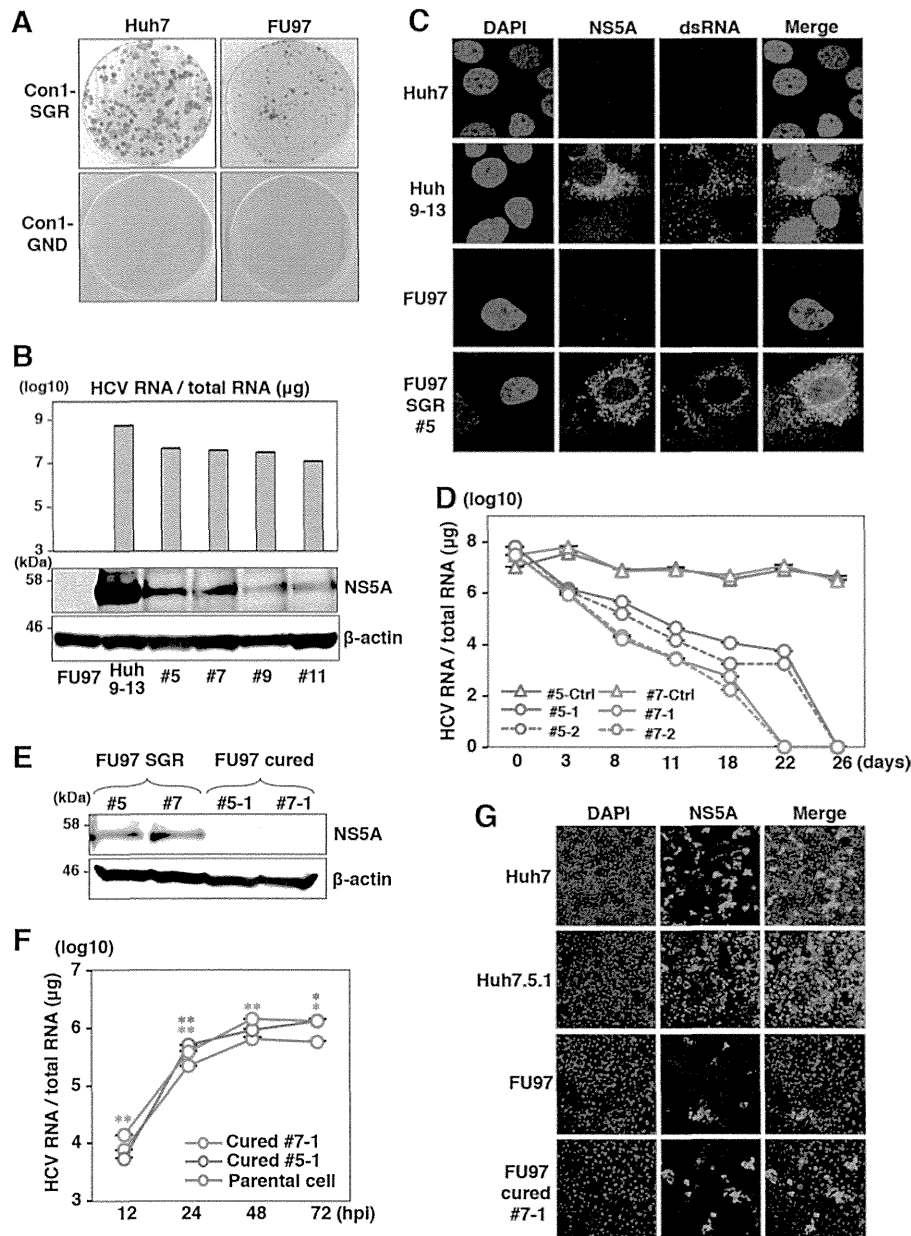 A
Huh7 FU97
Con1-
SGR
Con1-
GND
B
(log10) HCV RNA / total RNA (µg)
9
7
5
3
(kDa)
58
NS5A
46
β-actin
FU97 Huh 9-13 #5 #7 #9 #11
C
DAPI NS5A dsRNA Merge
Huh7
Huh
9-13
FU97
FU97
SGR
#5
D (log10)
HCV RNA / total RNA (µg)
8
6
4
2
0
#5-Ctrl #7-Ctrl
#5-1 #7-1
#5-2 #7-2
0 3 8 11 18 22 26 (days)
E
FU97 SGR FU97 cured
(kDa) #5 #7 #5-1 #7-1
58
NS5A
46
β-actin
F (log10)
HCV RNA / total RNA (µg)
7
6
5
4
3
** ** ** ** * *
Cured #7-1
Cured #5-1
Parental cell
12 24 48 72 (hpi)
G
DAPI NS5A Merge
Huh7
Huh7.5.1
FU97
FU97
cured
#7-1